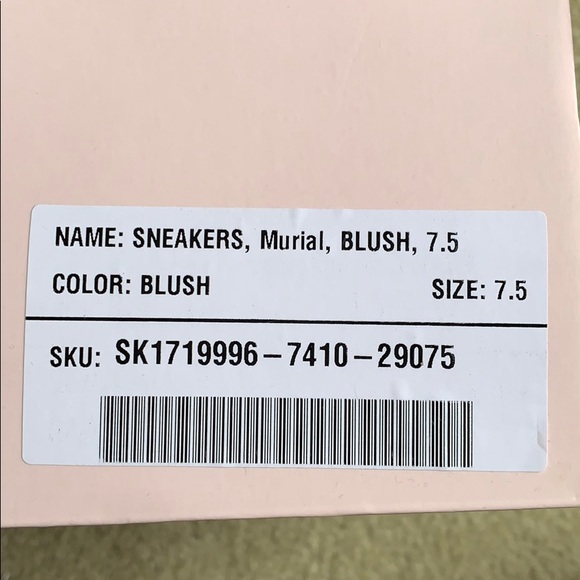 NAME: SNEAKERS, Murial, BLUSH, 7.5
COLOR: BLUSH SIZE: 7.5
SKU: SK1719996-7410-29075